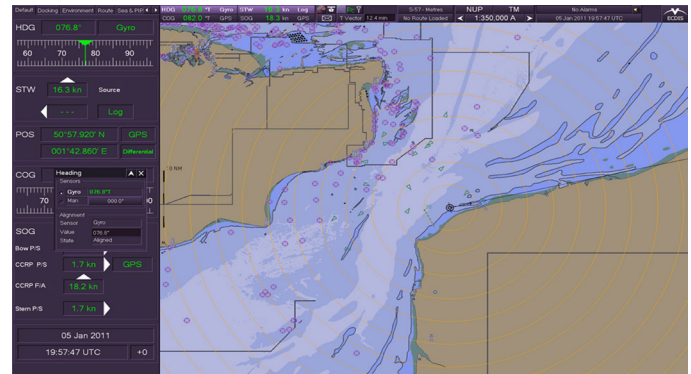 Default Docking Environment Route Sea & PIR
HDG 076.8 °T Gyro STW 16.3 kn Log
COG 082.0 °T GPS SOG 18.3 kn GPS
T Vector 12.4 min
S-57 - Metres
No Route Loaded
NUP TM
1:350,000 A
No Alarms
05 Jan 2011 19:57:47 UTC
ECDIS
HDG 076.8° Gyro
60 70 80 90
STW 16.3 kn Source
- - - Log
POS 50°57.920' N GPS
001°42.860' E Differential
COG
70
Heading
Sensors
Gyro 076.8°T
Man 000.0°
Alignment
Sensor Gyro
Value 076.8°
State Aligned
SOG
Bow P/S
CCRP P/S 1.7 kn GPS
CCRP F/A 18.2 kn
Stern P/S 1.7 kn
05 Jan 2011
19:57:47 UTC +0